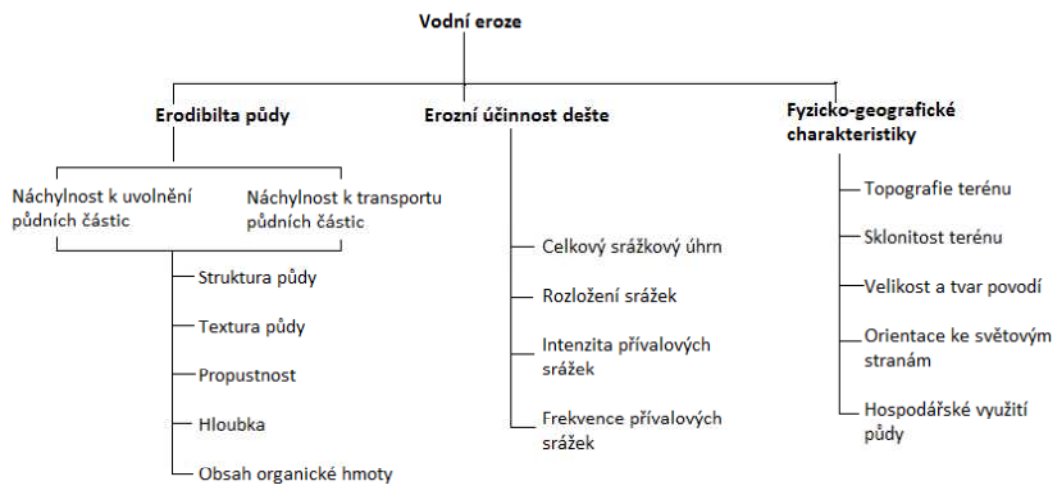 Vodní eroze
Erodibilta půdy
Náchylnost k uvolnění
půdních částic
Náchylnost k transportu
půdních částic
Struktura půdy
Textura půdy
Propustnost
Hloubka
Obsah organické hmoty
Erozní účinnost dešte
Celkový srážkový úhrn
Rozložení srážek
Intenzita přívalových
srážek
Frekvence přívalových
srážek
Fyzicko-geografické
charakteristiky
Topografie terénu
Sklonitost terénu
Velikost a tvar povodí
Orientace ke světovým
stranám
Hospodářské využití
půdy